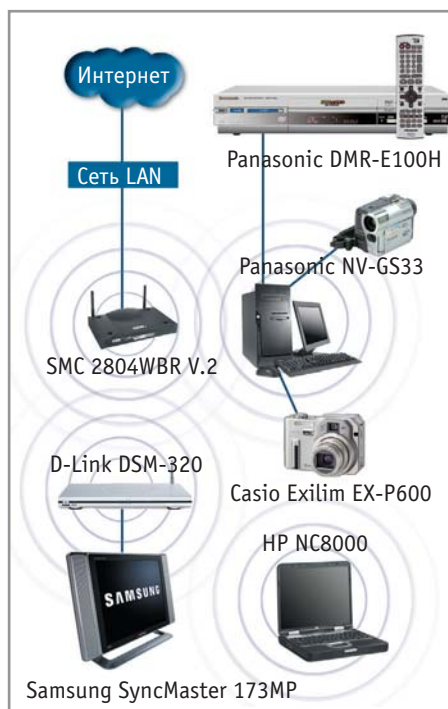 Интернет
Panasonic DMR-E100H
Сеть LAN
Panasonic NV-GS33
SMC 2804WBR V.2
Casio Exilim EX-P600
D-Link DSM-320
HP NC8000
SAMSUNG
Samsung SyncMaster 173MP